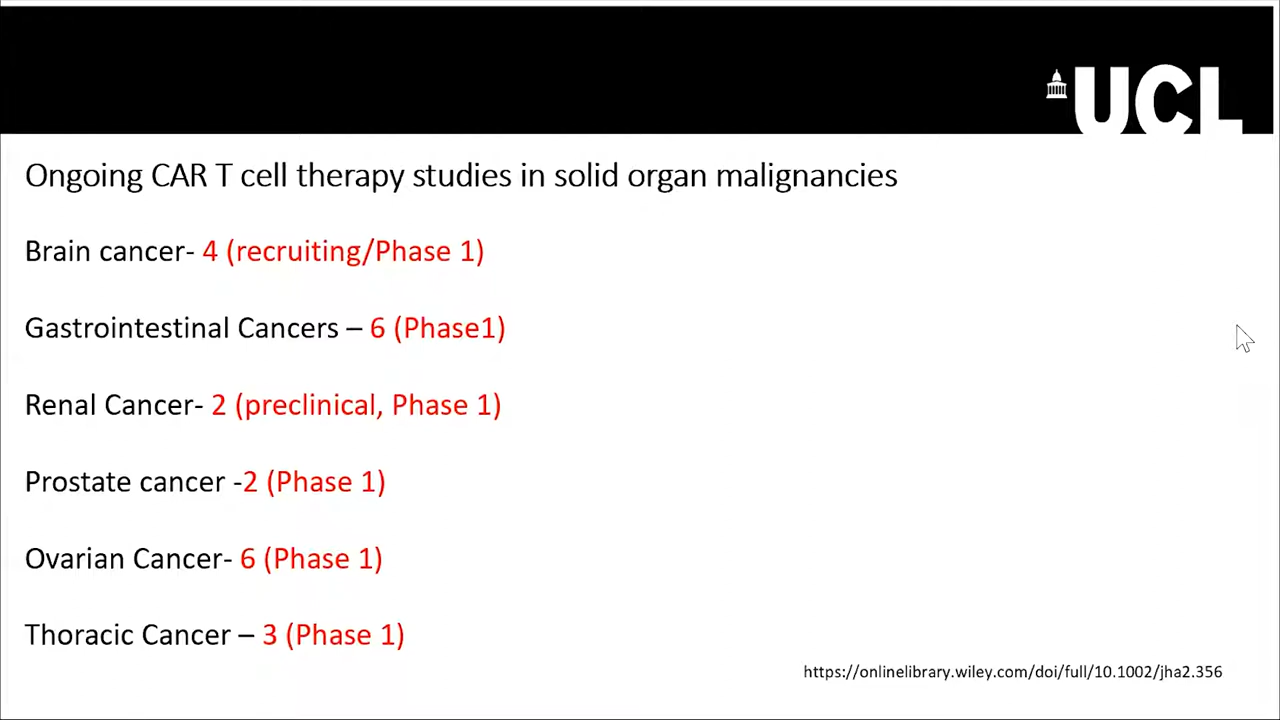 UCL
Ongoing CAR T cell therapy studies in solid organ malignancies
Brain cancer- 4 (recruiting/Phase 1)
Gastrointestinal Cancers – 6 (Phase1)
Renal Cancer- 2 (preclinical, Phase 1)
Prostate cancer -2 (Phase 1)
Ovarian Cancer- 6 (Phase 1)
Thoracic Cancer – 3 (Phase 1)
https://onlinelibrary.wiley.com/doi/full/10.1002/jha2.356